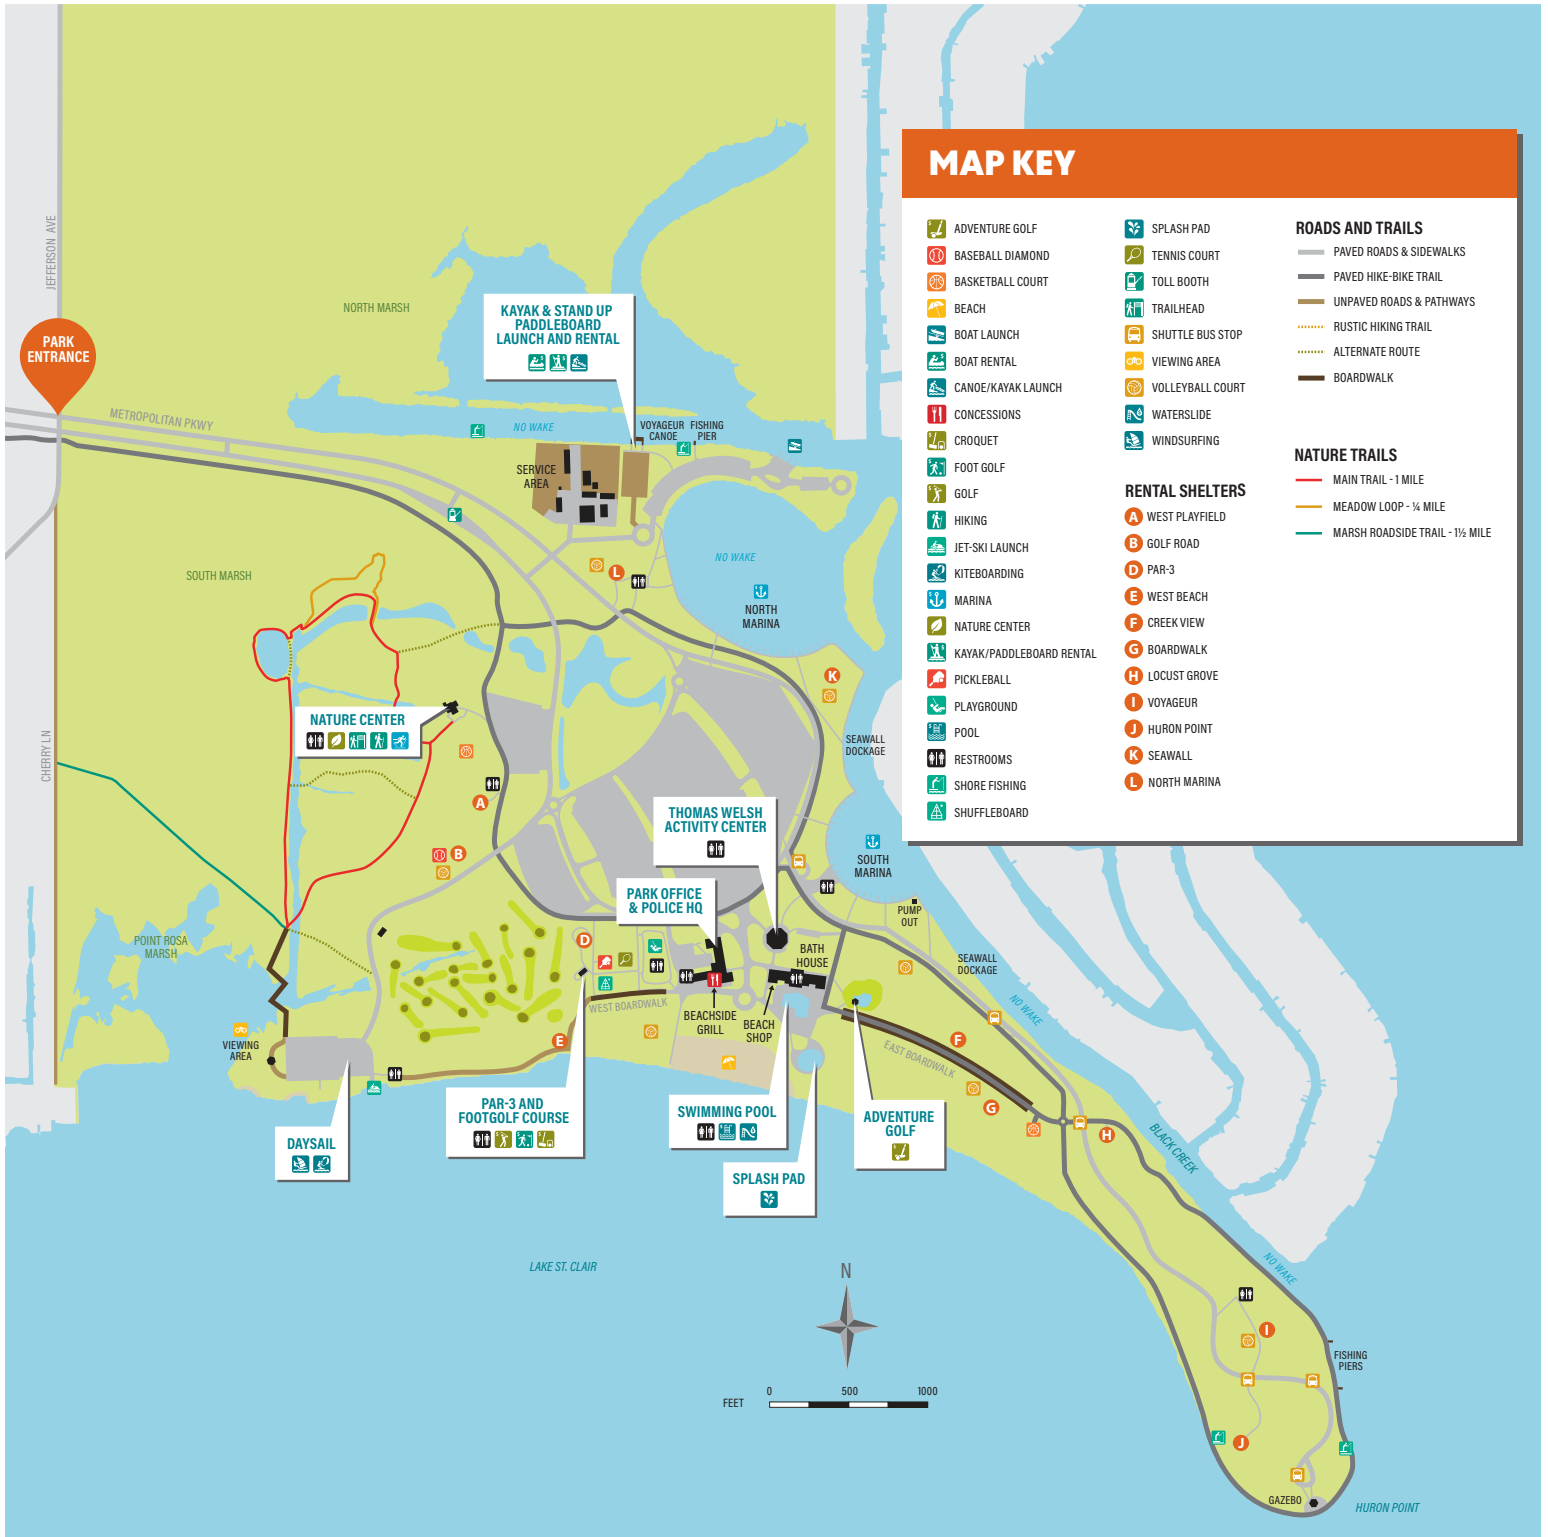 MAP KEY
ADVENTURE GOLF
BASEBALL DIAMOND
BASKETBALL COURT
BEACH
BOAT LAUNCH
BOAT RENTAL
CANOE/KAYAK LAUNCH
CONCESSIONS
CROQUET
FOOT GOLF
GOLF
HIKING
JET-SKI LAUNCH
KITEBOARDING
MARINA
NATURE CENTER
KAYAK/PADDLEBOARD RENTAL
PICKLEBALL
PLAYGROUND
POOL
RESTROOMS
SHORE FISHING
SHUFFLEBOARD
SPLASH PAD
TENNIS COURT
TOLL BOOTH
TRAILHEAD
SHUTTLE BUS STOP
VIEWING AREA
VOLLEYBALL COURT
WATERSLIDE
WINDSURFING
RENTAL SHELTERS
A WEST PLAYFIELD
B GOLF ROAD
D PAR-3
E WEST BEACH
F CREEK VIEW
G BOARDWALK
H LOCUST GROVE
I VOYAGEUR
J HURON POINT
K SEAWALL
L NORTH MARINA
ROADS AND TRAILS
PAVED ROADS & SIDEWALKS
PAVED HIKE-BIKE TRAIL
UNPAVED ROADS & PATHWAYS
RUSTIC HIKING TRAIL
ALTERNATE ROUTE
BOARDWALK
NATURE TRAILS
MAIN TRAIL - 1 MILE
MEADOW LOOP - ¼ MILE
MARSH ROADSIDE TRAIL - 1½ MILE
JEFFERSON AVE
PARK
ENTRANCE
METROPOLITAN PKWY
NORTH MARSH
KAYAK & STAND UP
PADDLEBOARD
LAUNCH AND RENTAL
NO WAKE
VOYAGEUR
CANOE
FISHING
PIER
SERVICE
AREA
SOUTH MARSH
L
NO WAKE
NORTH
MARINA
K
SEAWALL
DOCKAGE
NATURE CENTER
CHERRY LN
A
B
THOMAS WELSH
ACTIVITY CENTER
SOUTH
MARINA
PARK OFFICE
& POLICE HQ
PUMP
OUT
POINT ROSA
MARSH
D
BATH
HOUSE
SEAWALL
DOCKAGE
NO WAKE
WEST BOARDWALK
BEACHSIDE
GRILL
BEACH
SHOP
VIEWING
AREA
E
F
EAST BOARDWALK
G
H
BLACK CREEK
DAYSAIL
PAR-3 AND
FOOTGOLF COURSE
SWIMMING POOL
ADVENTURE
GOLF
SPLASH PAD
LAKE ST. CLAIR
N
NO WAKE
I
FISHING
PIERS
0 500 1000
FEET
J
GAZEBO
HURON POINT